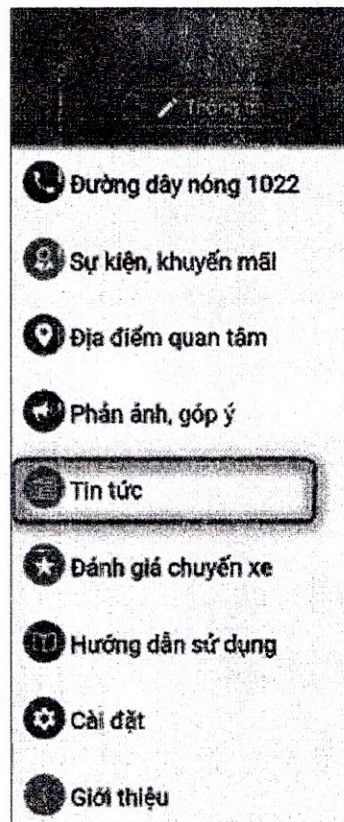 Đường dây nóng 1022
Sự kiện, khuyến mãi
Địa điểm quan tâm
Phản ánh, góp ý
Tin tức
Đánh giá chuyến xe
Hướng dẫn sử dụng
Cài đặt
Giới thiệu